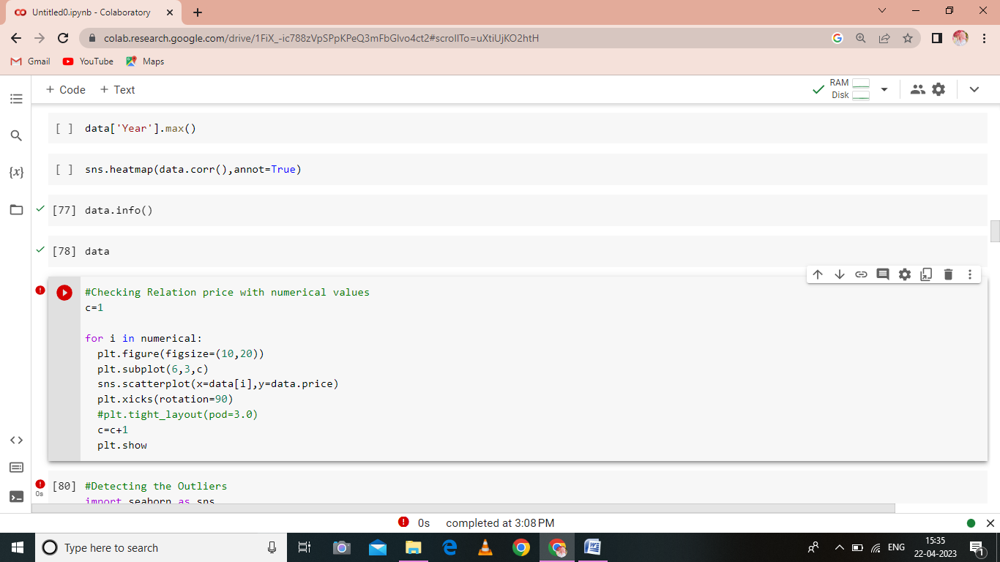 Untitled0.ipynb - Colaboratory
colab.research.google.com/drive/1FiX_-ic788zVpSPpKPeQ3mFbGlvo4ct2#scrollTo=uXtiUjKO2htH
Gmail YouTube Maps
+ Code + Text RAM
Disk
[ ] data['Year'].max()
[ ] sns.heatmap(data.corr(),annot=True)
[77] data.info()
[78] data
#Checking Relation price with numerical values
c=1
for i in numerical:
plt.figure(figsize=(10,20))
plt.subplot(6,3,c)
sns.scatterplot(x=data[i],y=data.price)
plt.xicks(rotation=90)
#plt.tight_layout(pod=3.0)
c=c+1
plt.show
[80] #Detecting the Outliers
0s
import seaborn as sns
0s completed at 3:08 PM
Type here to search
ENG
15:35
22-04-2023
1